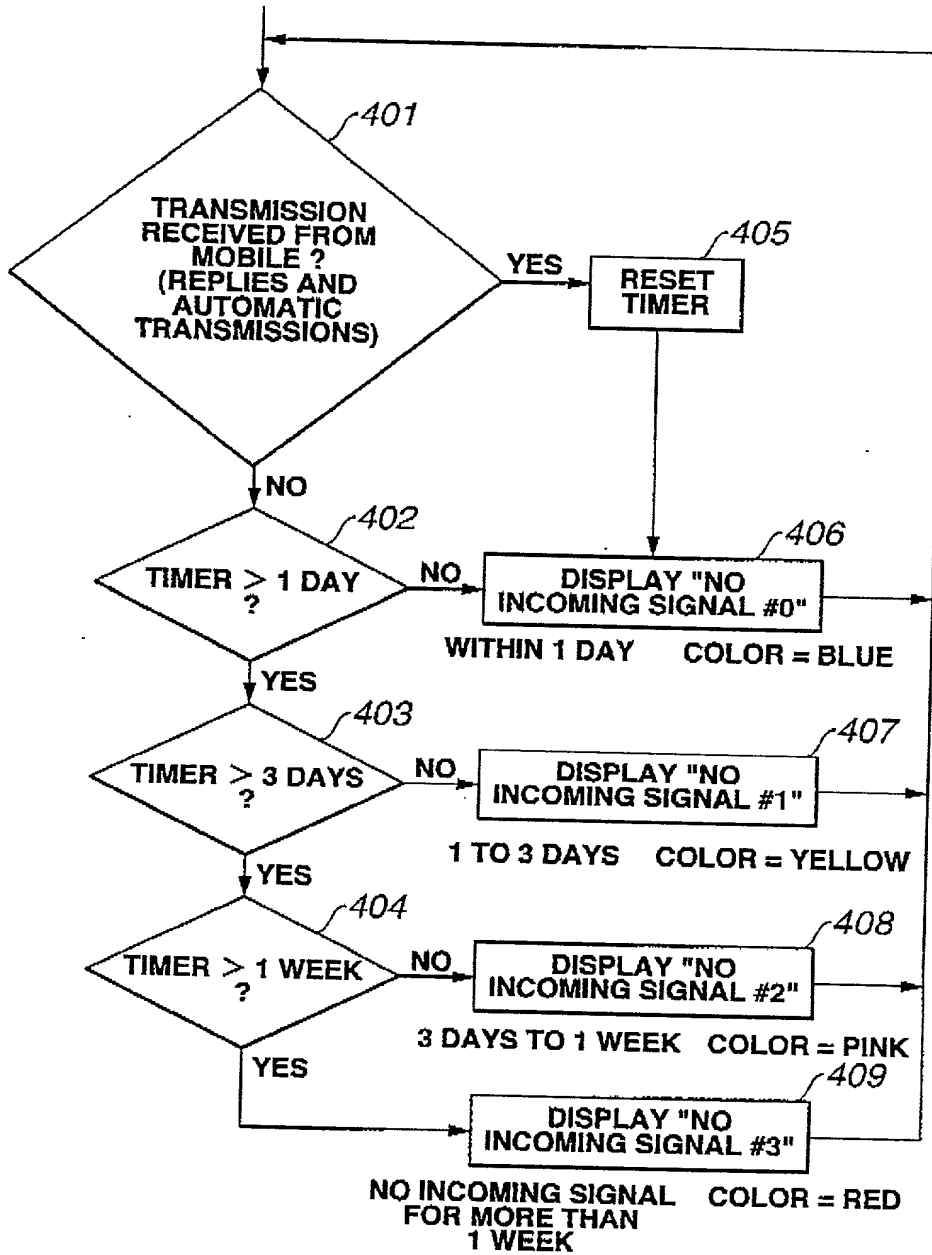 401
TRANSMISSION
RECEIVED FROM
MOBILE ?
(REPLIES AND
AUTOMATIC
TRANSMISSIONS)
YES
405
RESET
TIMER
NO
402
TIMER > 1 DAY
?
NO
406
DISPLAY "NO
INCOMING SIGNAL #0"
WITHIN 1 DAY COLOR = BLUE
YES
403
TIMER > 3 DAYS
?
NO
407
DISPLAY "NO
INCOMING SIGNAL #1"
1 TO 3 DAYS COLOR = YELLOW
YES
404
TIMER > 1 WEEK
?
NO
408
DISPLAY "NO
INCOMING SIGNAL #2"
3 DAYS TO 1 WEEK COLOR = PINK
YES
409
DISPLAY "NO
INCOMING SIGNAL #3"
NO INCOMING SIGNAL COLOR = RED
FOR MORE THAN
1 WEEK